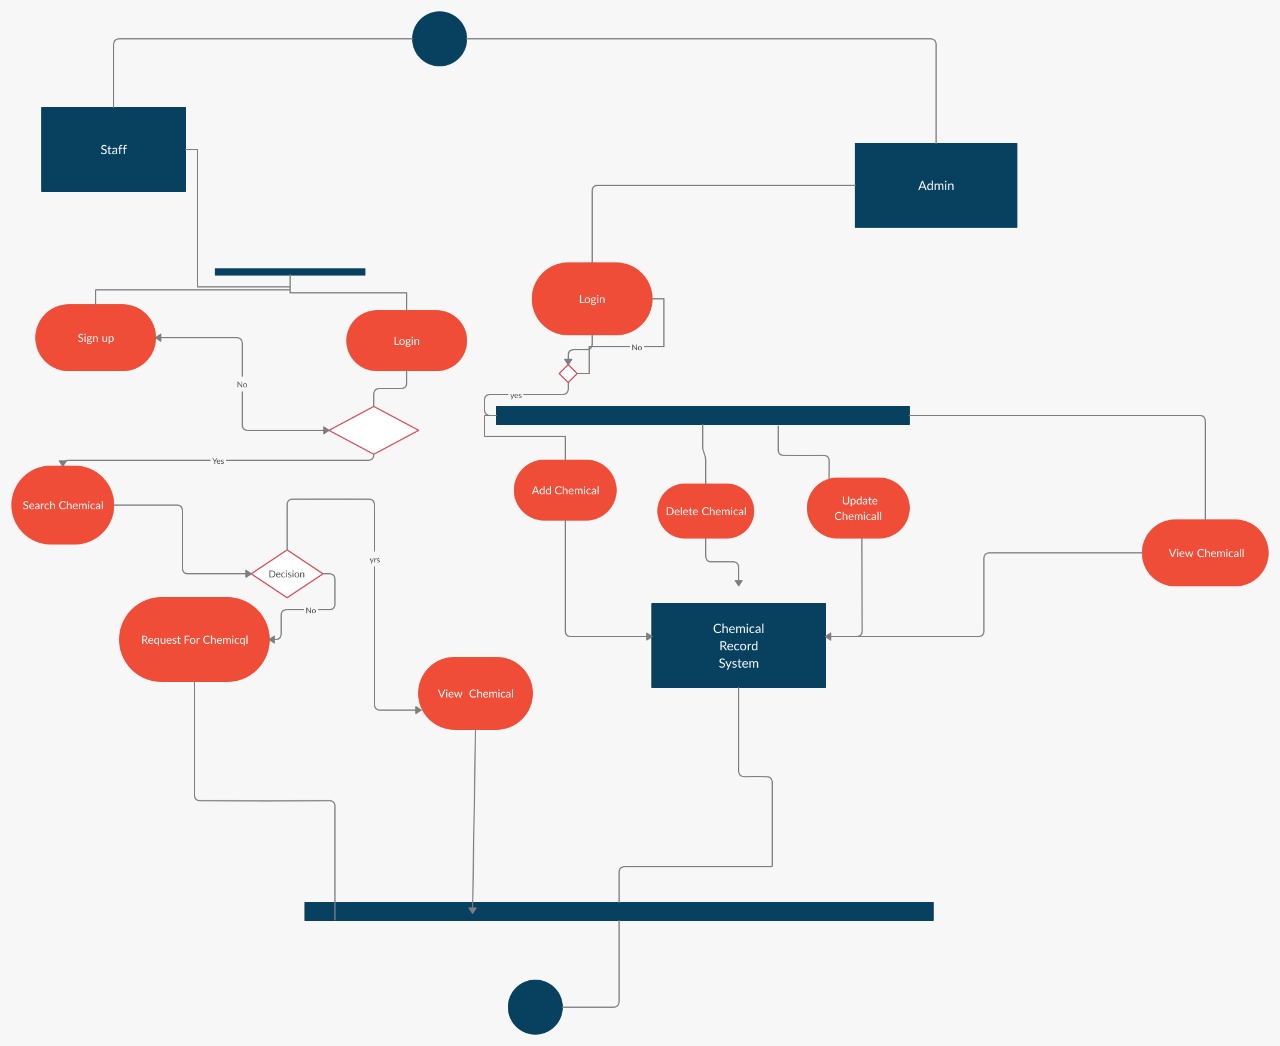 Staff
Admin
Login
Sign up
Login
No
No
yes
Yes
Search Chemical
Add Chemical
Delete Chemical
Update
Chemicall
View Chemicall
yrs
Decision
No
Request For Chemicql
Chemical
Record
System
View Chemical